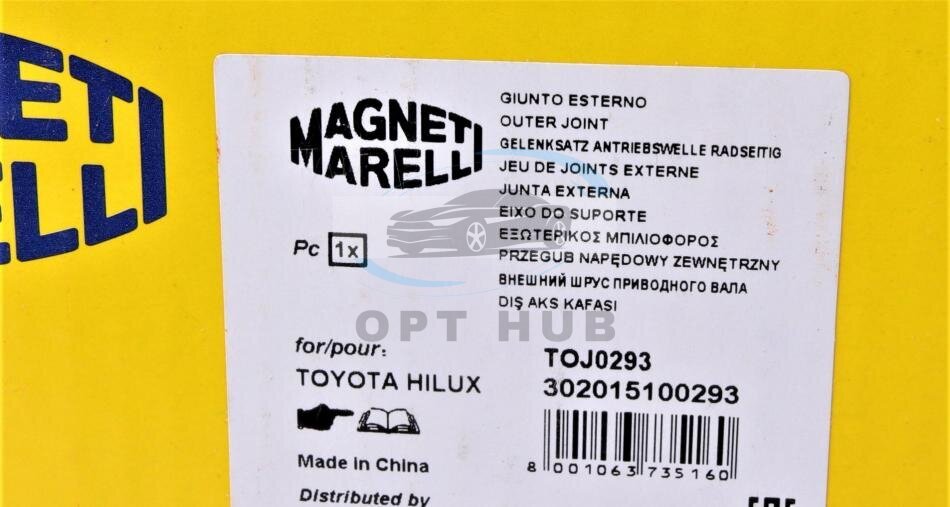 ETI
ELLI
MAGNETI
MARELLI
Pc 1x
GIUNTO ESTERNO
OUTER JOINT
GELENKSATZ ANTRIEBSWELLE RADSEITIG
JEU DE JOINTS EXTERNE
JUNTA EXTERNA
EIXO DO SUPORTE
ΕΞΩΤΕΡΙΚΟΣ ΜΠΙΛΙΟΦΟΡΟΣ
PRZEGUB NAPĘDOWY ZEWNĘTRZNY
ВНЕШНИЙ ШРУС ПРИВОДНОГО ВАЛА
DIŞ AKS KAFASI
OPT HUB
for/pour:
TOYOTA HILUX
TOJ0293
302015100293
8 001063 735160
Made in China
Distributed by